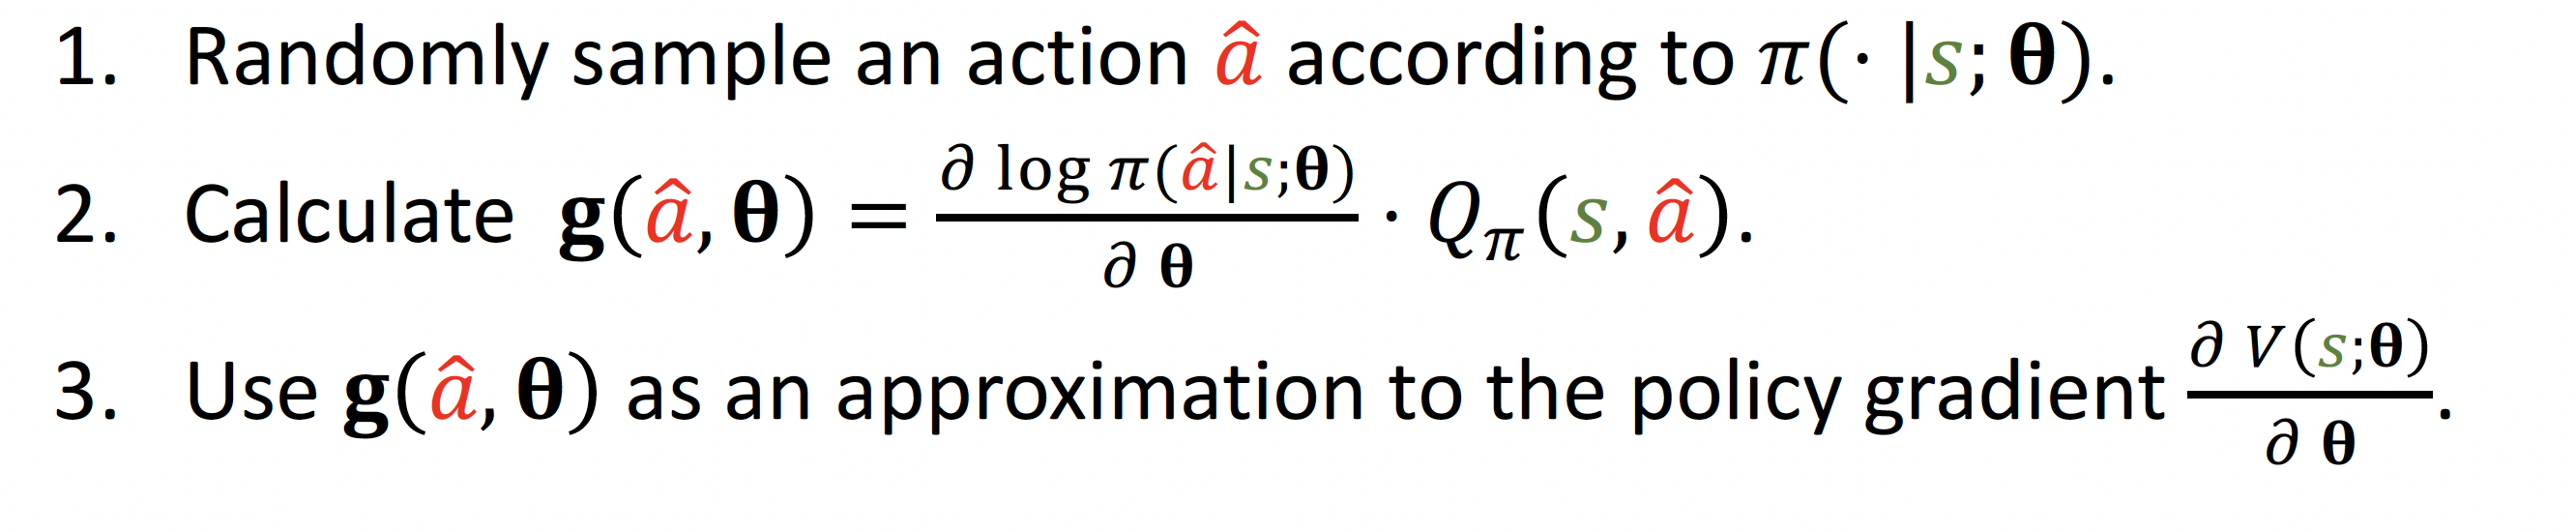 1. Randomly sample an action â according to π(· |s; θ).
2. Calculate g(â, θ) = ∂ log π(â|s;θ) / ∂ θ · Qπ(s, â).
3. Use g(â, θ) as an approximation to the policy gradient ∂ V(s;θ) / ∂ θ.